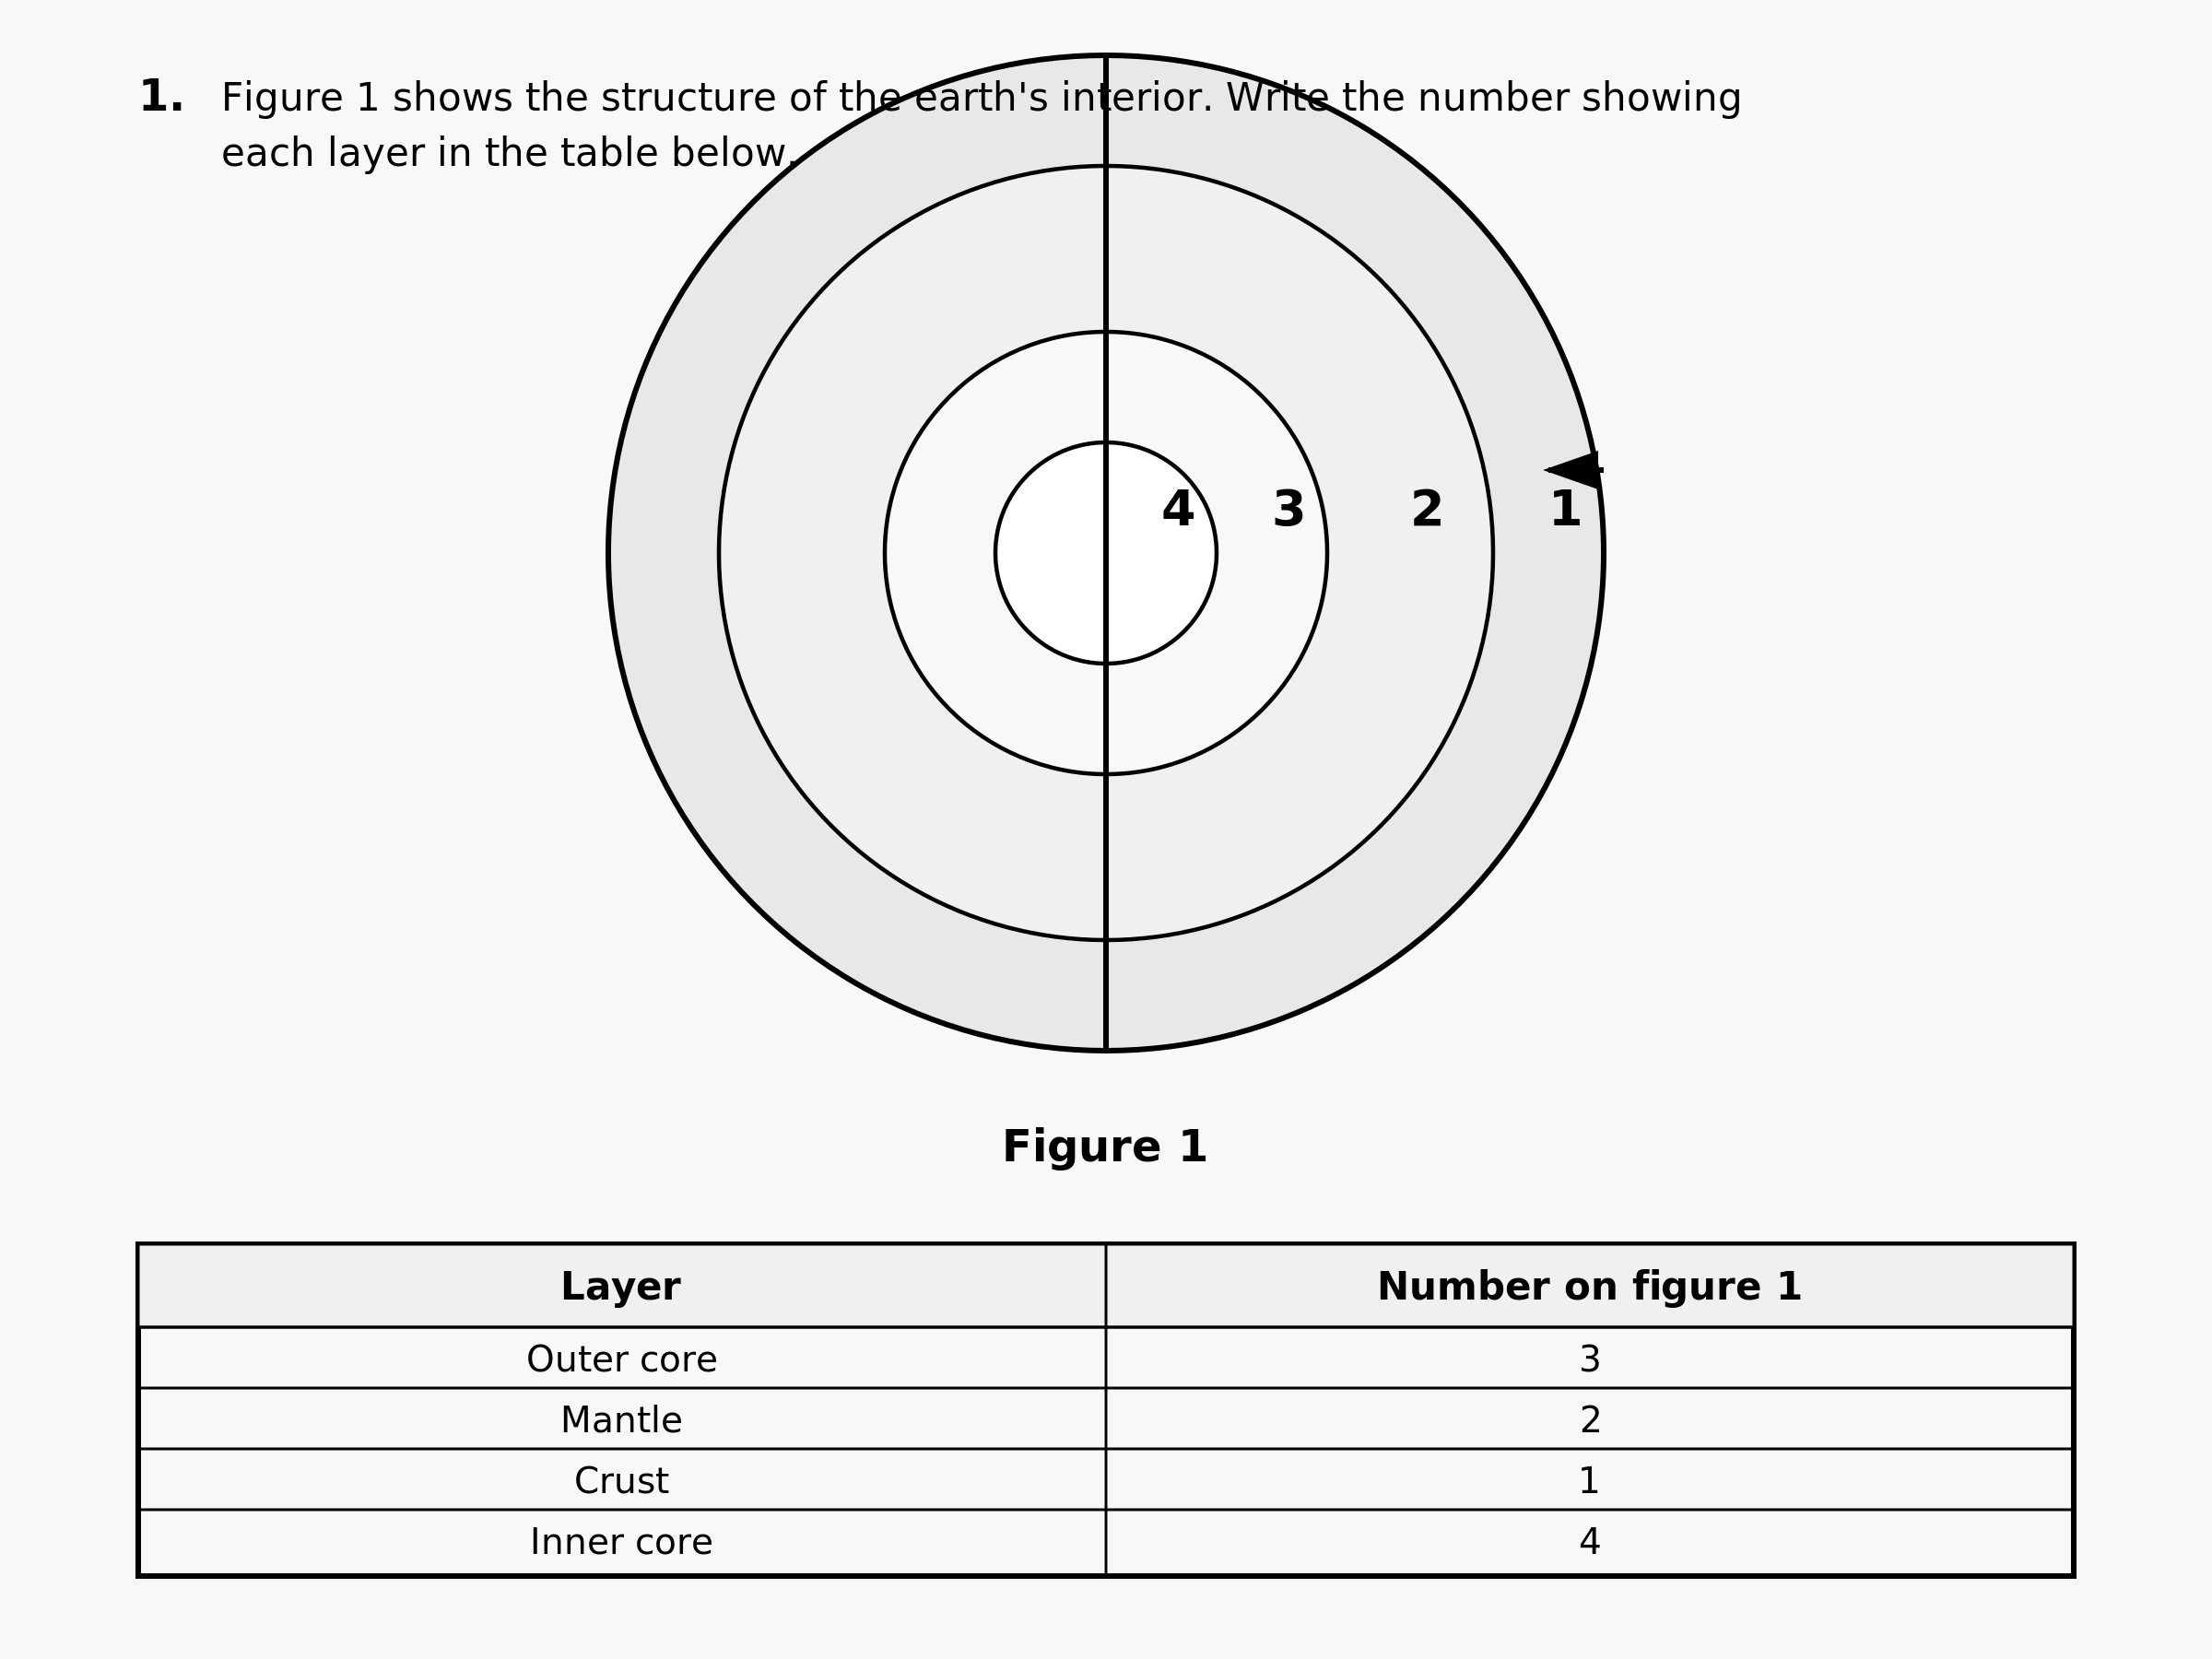 1. Figure 1 shows the structure of the earth's interior. Write the number showing
each layer in the table below.
4 3 2 1
Figure 1
Layer Number on figure 1
Outer core 3
Mantle 2
Crust 1
Inner core 4